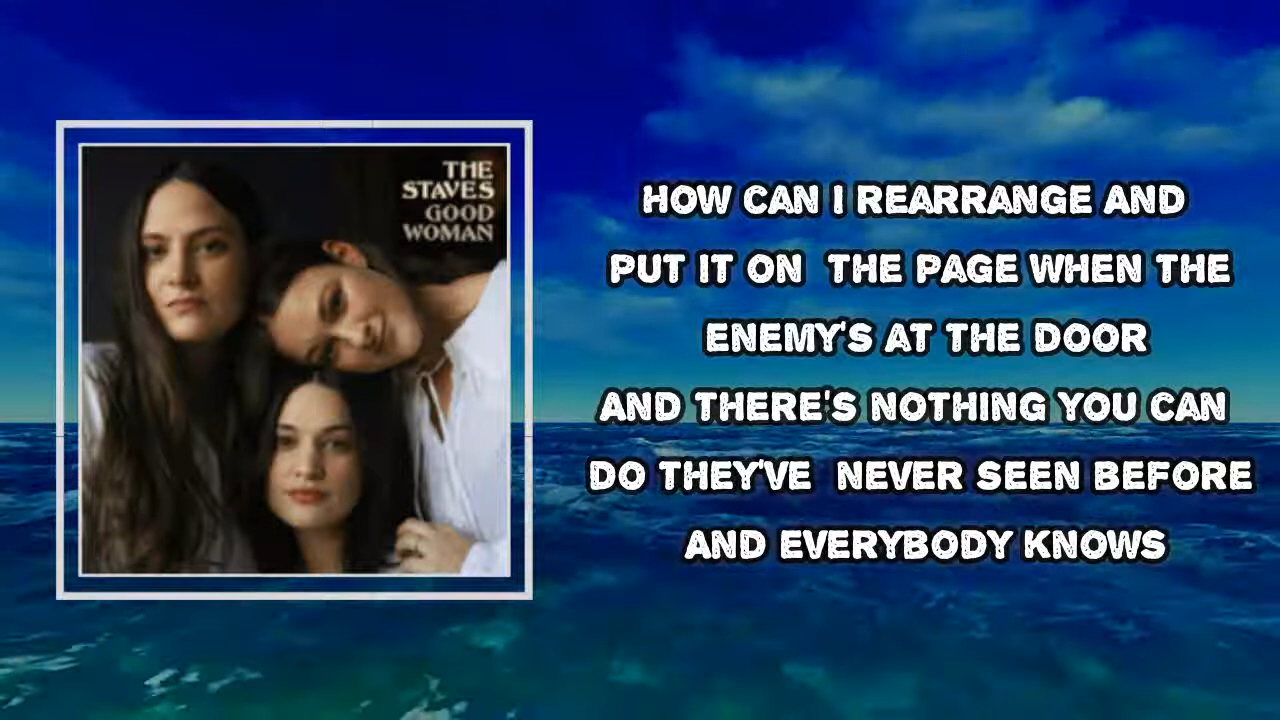 THE
STAVES
GOOD
WOMAN
HOW CAN I REARRANGE AND
PUT IT ON THE PAGE WHEN THE
ENEMY'S AT THE DOOR
AND THERE'S NOTHING YOU CAN
DO THEY'VE NEVER SEEN BEFORE
AND EVERYBODY KNOWS